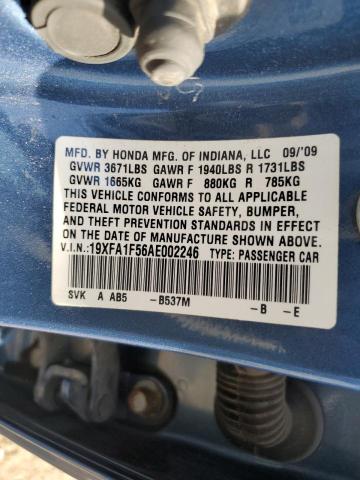 MFD. BY HONDA MFG. OF INDIANA, LLC 09/'09
GVWR 3671LBS GAWR F 1940LBS R 1731LBS
GVWR 1665KG GAWR F 880KG R 785KG
THIS VEHICLE CONFORMS TO ALL APPLICABLE
FEDERAL MOTOR VEHICLE SAFETY, BUMPER,
AND THEFT PREVENTION STANDARDS IN EFFECT ON
THE DATE OF MANUFACTURE SHOWN ABOVE.
V.I.N.:19XFA1F56AE002246 TYPE: PASSENGER CAR
SVK A AB5 -B537M -B -E